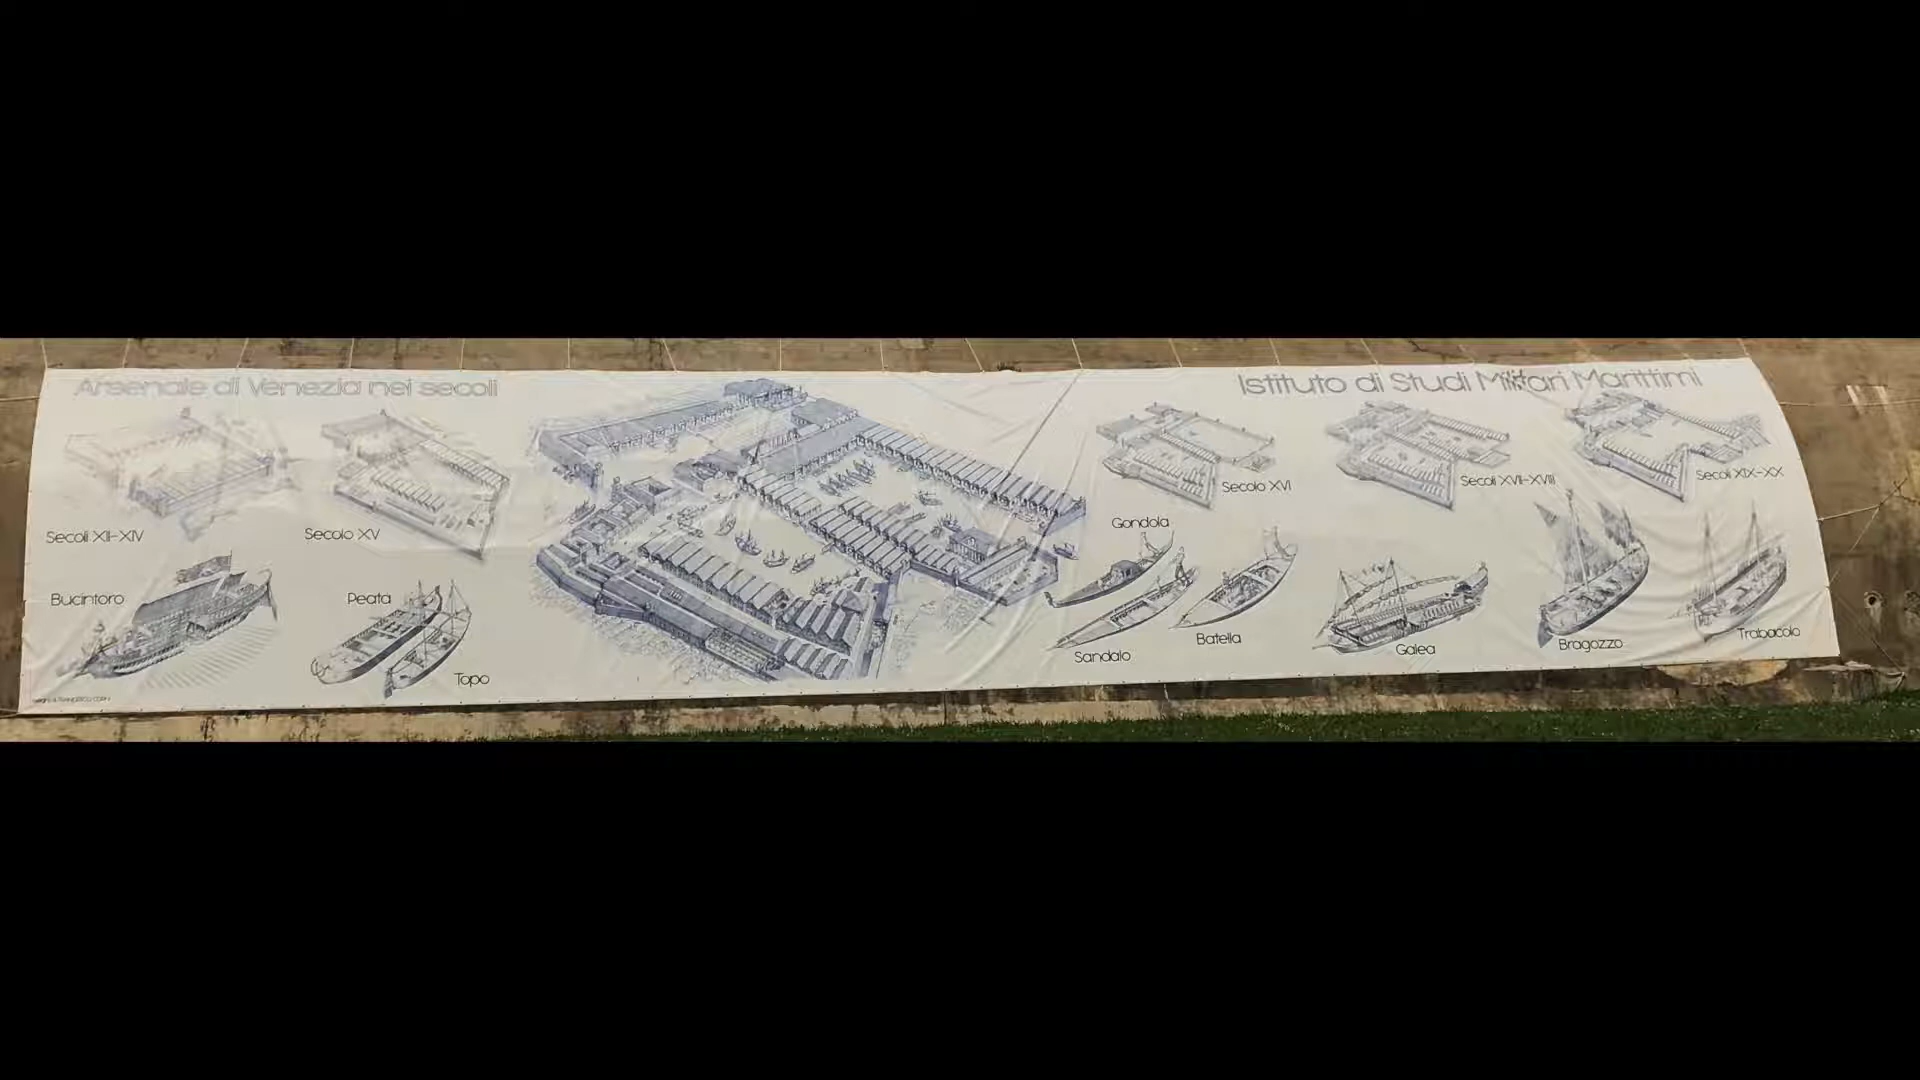 Arsenale di Venezia nei secoli
Istituto di Studi Militari Marittimi
Secoli XII-XIV
Secolo XV
Secolo XVI
Secoli XVII-XVIII
Secoli XIX-XX
Bucintoro
Peata
Topo
Gondola
Sandalo
Batella
Galea
Bragozzo
Trabacolo